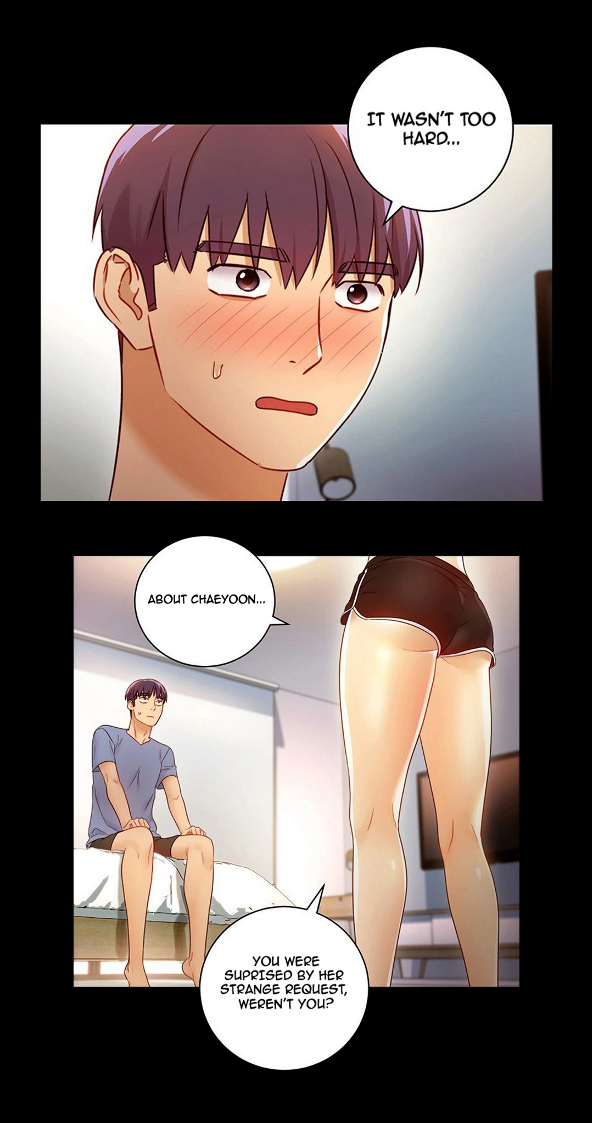 IT WASN'T TOO
HARD...
ABOUT CHAEYOON...
YOU WERE
SUPRISED BY HER
STRANGE REQUEST,
WEREN'T YOU?